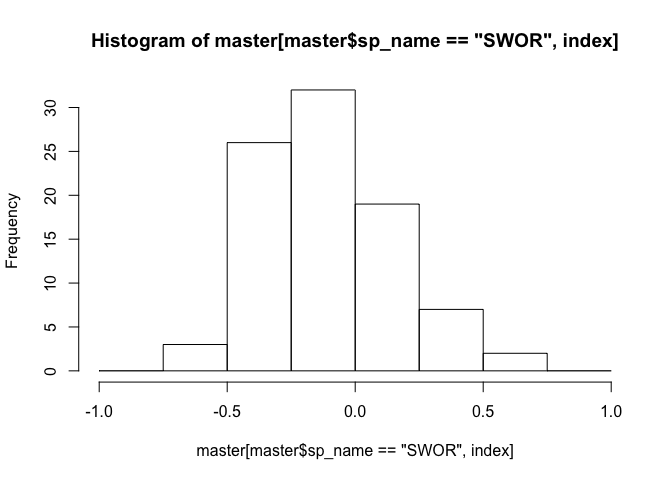 Histogram of master[master$sp_name == "SWOR", index]
Frequency
30
25
20
15
10
5
0
-1.0 -0.5 0.0 0.5 1.0
master[master$sp_name == "SWOR", index]